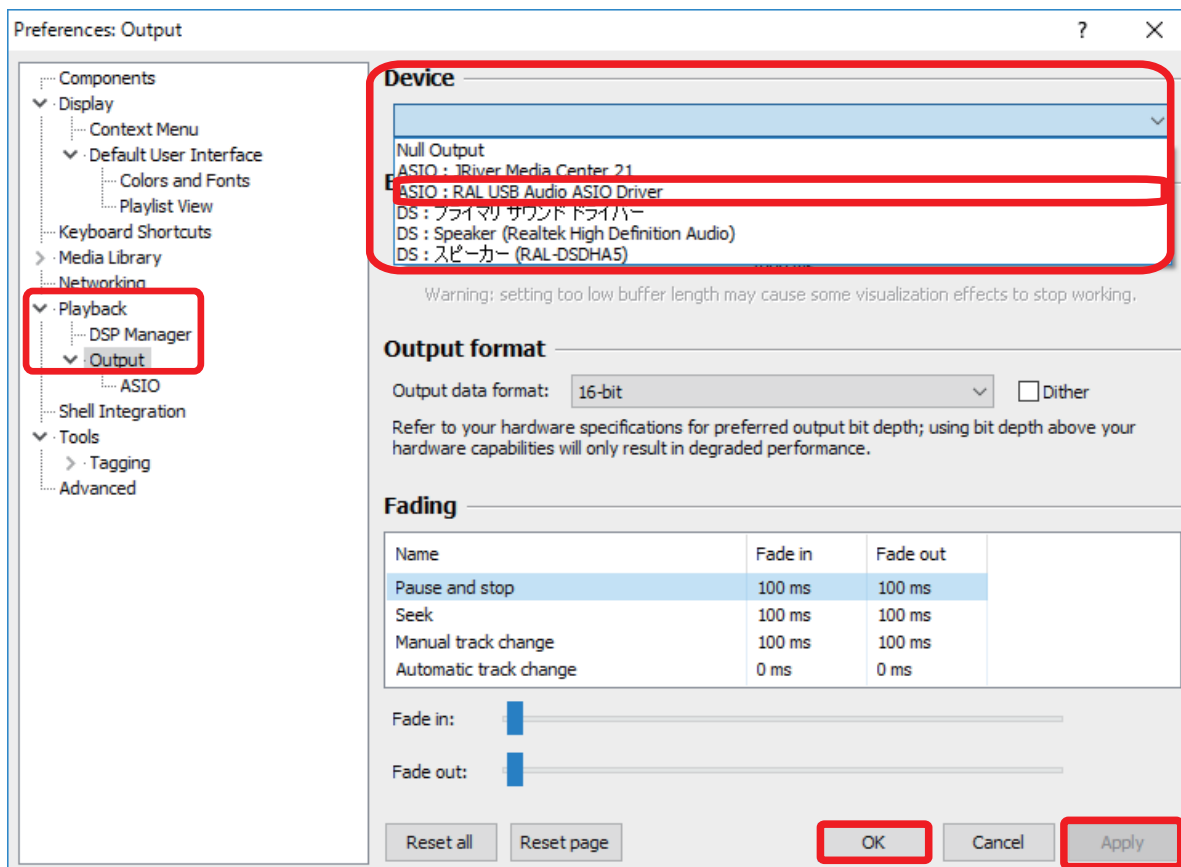 Preferences: Output
?
Components
Display
Context Menu
Default User Interface
Colors and Fonts
Playlist View
Keyboard Shortcuts
Media Library
Networking
Playback
DSP Manager
Output
ASIO
Shell Integration
Tools
Tagging
Advanced
Device
Null Output
ASIO : JRiver Media Center 21
ASIO : RAL USB Audio ASIO Driver
DS : プライマリ サウンド ドライバー
DS : Speaker (Realtek High Definition Audio)
DS : スピーカー (RAL-DSDHA5)
Warning: setting too low buffer length may cause some visualization effects to stop working.
Output format
Output data format:
16-bit
Dither
Refer to your hardware specifications for preferred output bit depth; using bit depth above your
hardware capabilities will only result in degraded performance.
Fading
Name Fade in Fade out
Pause and stop 100 ms 100 ms
Seek 100 ms 100 ms
Manual track change 100 ms 100 ms
Automatic track change 0 ms 0 ms
Fade in:
Fade out:
Reset all
Reset page
OK
Cancel
Apply